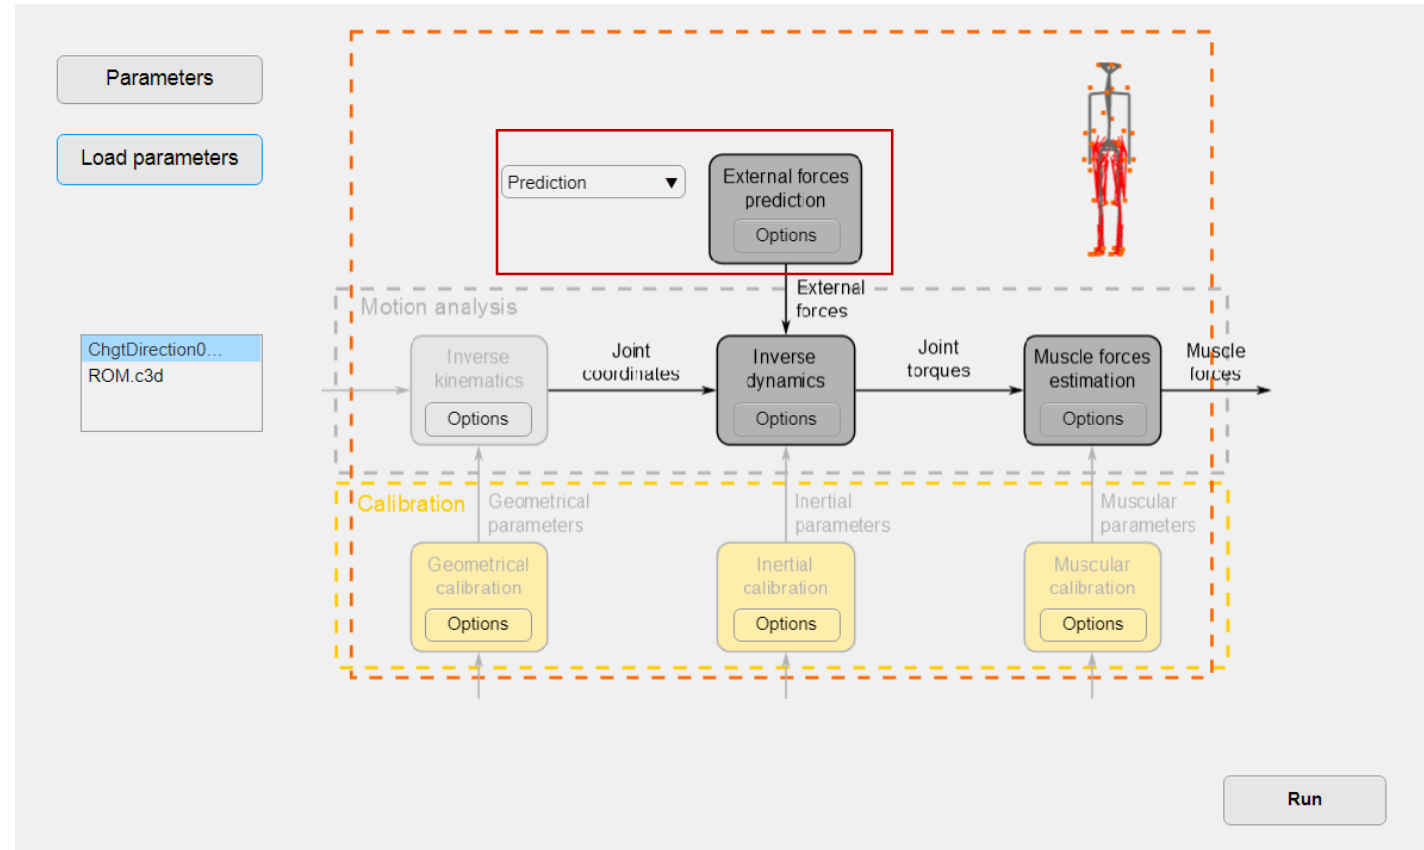 Parameters
Load parameters
Prediction
External forces
prediction
Options
External
forces
Motion analysis
ChgtDirection0...
ROM.c3d
Inverse
kinematics
Options
Joint
coordinates
Inverse
dynamics
Options
Joint
torques
Muscle forces
estimation
Options
Muscle
forces
Calibration
Geometrical
parameters
Inertial
parameters
Muscular
parameters
Geometrical
calibration
Options
Inertial
calibration
Options
Muscular
calibration
Options
Run